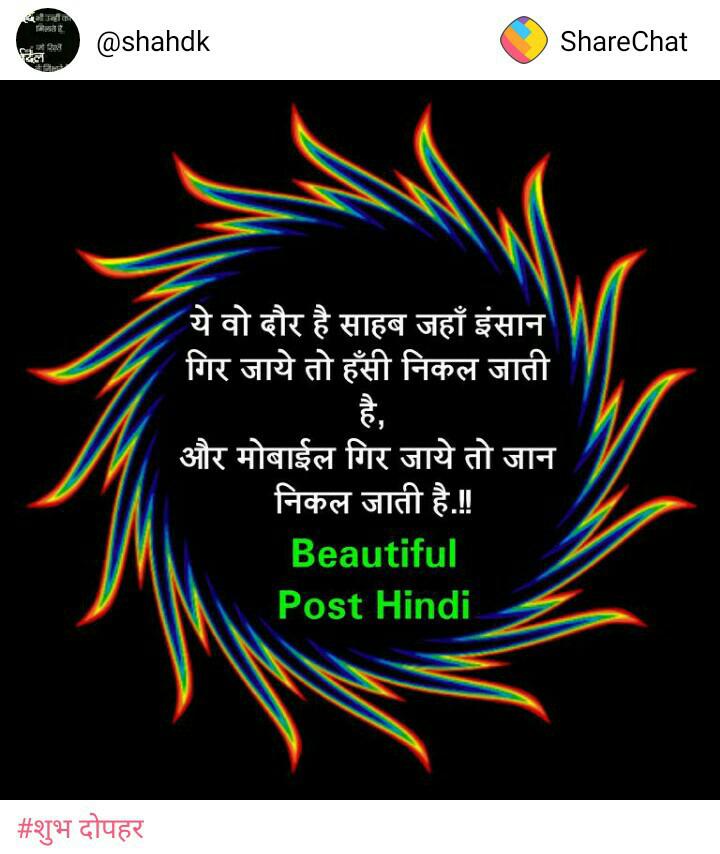 @shahdk
ShareChat
ये वो दौर है साहब जहाँ इंसान
गिर जाये तो हँसी निकल जाती
है,
और मोबाईल गिर जाये तो जान
निकल जाती है.!!
Beautiful
Post Hindi
#शुभ दोपहर